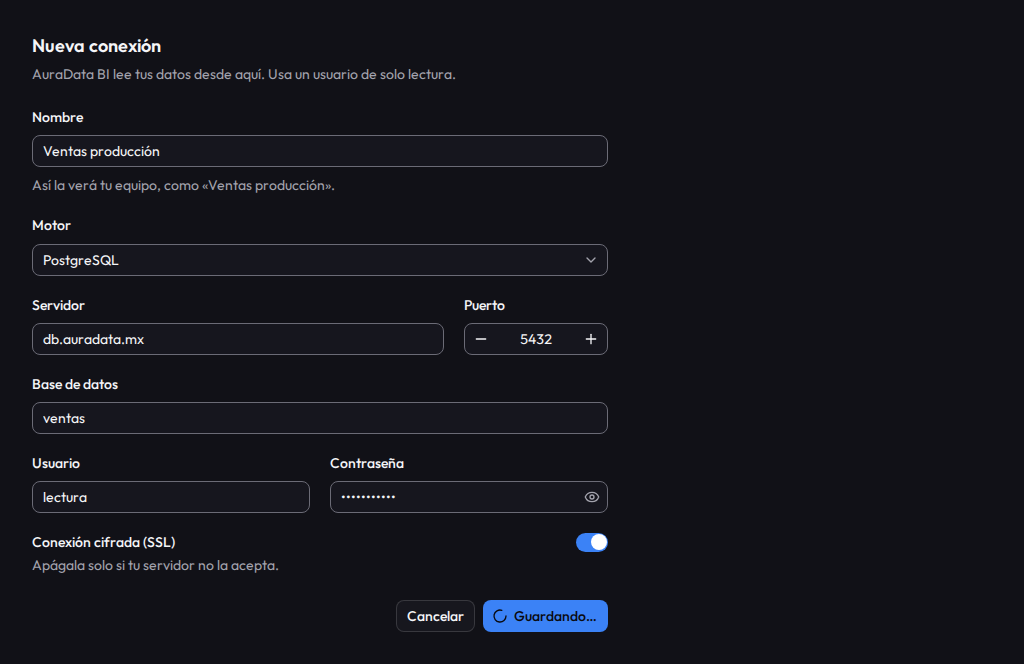 Nueva conexión
AuraData BI lee tus datos desde aquí. Usa un usuario de solo lectura.
Nombre
Ventas producción
Así la verá tu equipo, como «Ventas producción».
Motor
PostgreSQL
Servidor
Puerto
db.auradata.mx
5432
Base de datos
ventas
Usuario
Contraseña
lectura
•••••••••••
Conexión cifrada (SSL)
Apágala solo si tu servidor no la acepta.
Cancelar
Guardando...